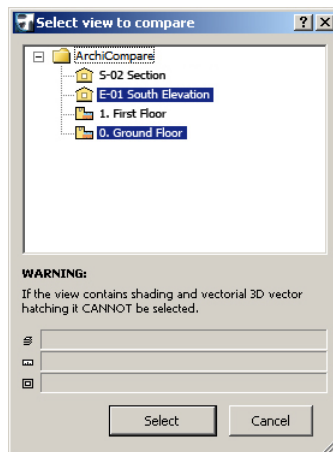 Select view to compare
ArchiCompare
S-02 Section
E-01 South Elevation
1. First Floor
0. Ground Floor
WARNING:
If the view contains shading and vectorial 3D vector
hatching it CANNOT be selected.
Select Cancel